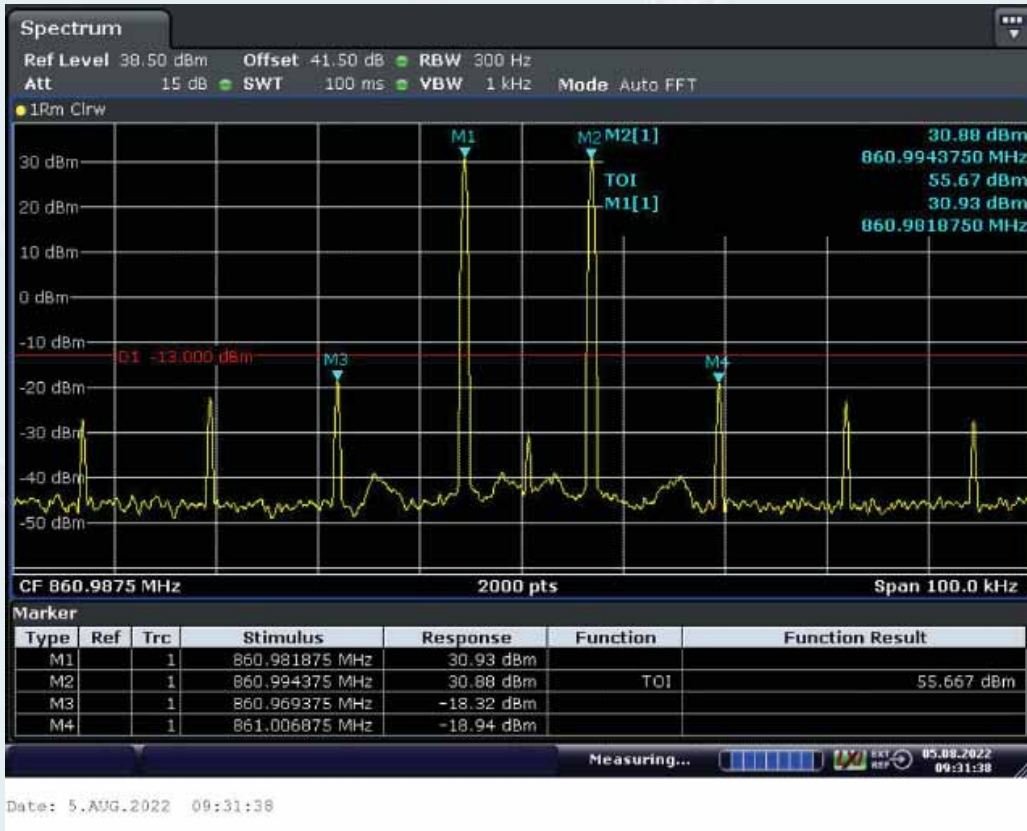 Spectrum
Ref Level 38.50 dBm Offset 41.50 dB RBW 300 Hz
Att 15 dB SWT 100 ms VBW 1 kHz Mode Auto FFT
1Rm Clrw
M1 M2 M2[1] 30.88 dBm
860.9943750 MHz
30 dBm
TOI 55.67 dBm
20 dBm M1[1] 30.93 dBm
860.9818750 MHz
10 dBm
0 dBm
-10 dBm
D1 -13.000 dBm M3 M4
-20 dBm
-30 dBm
-40 dBm
-50 dBm
CF 860.9875 MHz 2000 pts Span 100.0 kHz
Marker
Type Ref Trc Stimulus Response Function Function Result
M1 1 860.981875 MHz 30.93 dBm
M2 1 860.994375 MHz 30.88 dBm TOI 55.667 dBm
M3 1 860.969375 MHz -18.32 dBm
M4 1 861.006875 MHz -18.94 dBm
Measuring... EXT REF 05.08.2022
09:31:38
Date: 5.AUG.2022 09:31:38